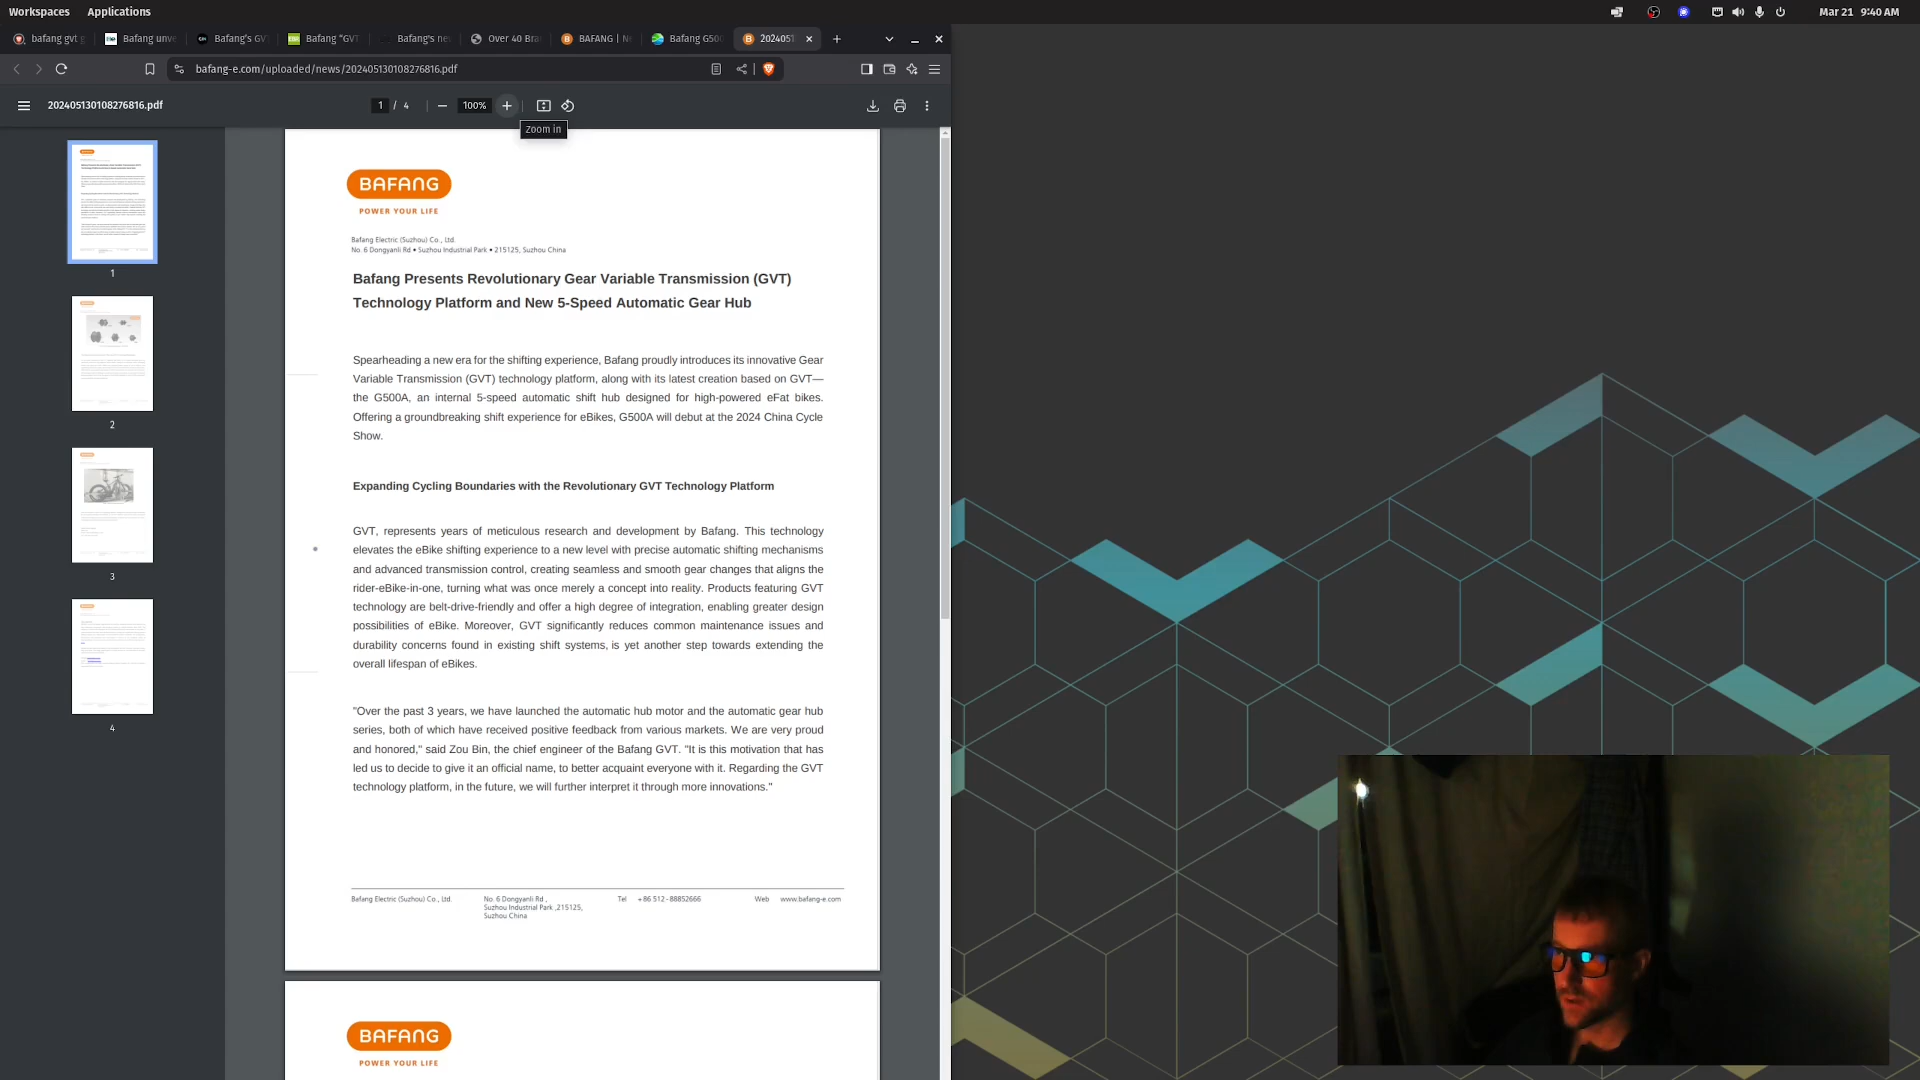 Workspaces Applications
Mar 21 9:40 AM
bafang gvt
Bafang unve
Bafang's GV
Bafang "GVT
Bafang's ne
Over 40 Bra
BAFANG | N
Bafang G500
2024051
bafang-e.com/uploaded/news/202405130108276816.pdf
202405130108276816.pdf
1 / 4
100%
Zoom in
1
2
3
4
BAFANG
POWER YOUR LIFE
Bafang Electric (Suzhou) Co., Ltd.
No. 6 Dongyanli Rd • Suzhou Industrial Park • 215125, Suzhou China
Bafang Presents Revolutionary Gear Variable Transmission (GVT)
Technology Platform and New 5-Speed Automatic Gear Hub
Spearheading a new era for the shifting experience, Bafang proudly introduces its innovative Gear
Variable Transmission (GVT) technology platform, along with its latest creation based on GVT—
the G500A, an internal 5-speed automatic shift hub designed for high-powered eFat bikes.
Offering a groundbreaking shift experience for eBikes, G500A will debut at the 2024 China Cycle
Show.
Expanding Cycling Boundaries with the Revolutionary GVT Technology Platform
GVT, represents years of meticulous research and development by Bafang. This technology
elevates the eBike shifting experience to a new level with precise automatic shifting mechanisms
and advanced transmission control, creating seamless and smooth gear changes that aligns the
rider-eBike-in-one, turning what was once merely a concept into reality. Products featuring GVT
technology are belt-drive-friendly and offer a high degree of integration, enabling greater design
possibilities of eBike. Moreover, GVT significantly reduces common maintenance issues and
durability concerns found in existing shift systems, is yet another step towards extending the
overall lifespan of eBikes.
"Over the past 3 years, we have launched the automatic hub motor and the automatic gear hub
series, both of which have received positive feedback from various markets. We are very proud
and honored," said Zou Bin, the chief engineer of the Bafang GVT. "It is this motivation that has
led us to decide to give it an official name, to better acquaint everyone with it. Regarding the GVT
technology platform, in the future, we will further interpret it through more innovations."
Bafang Electric (Suzhou) Co., Ltd.
No. 6 Dongyanli Rd ,
Suzhou Industrial Park ,215125,
Suzhou China
Tel +86 512-88852666
Web www.bafang-e.com
BAFANG
POWER YOUR LIFE